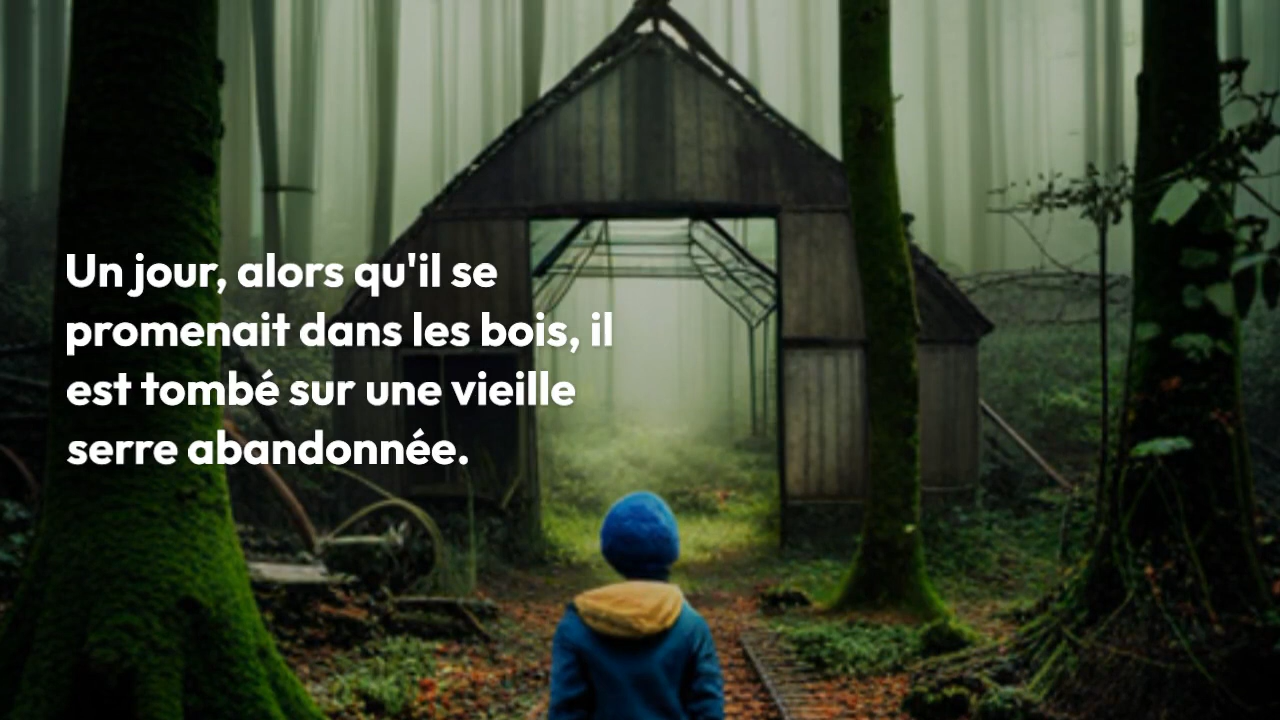 Un jour, alors qu'il se
promenait dans les bois, il
est tombé sur une vieille
serre abandonnée.